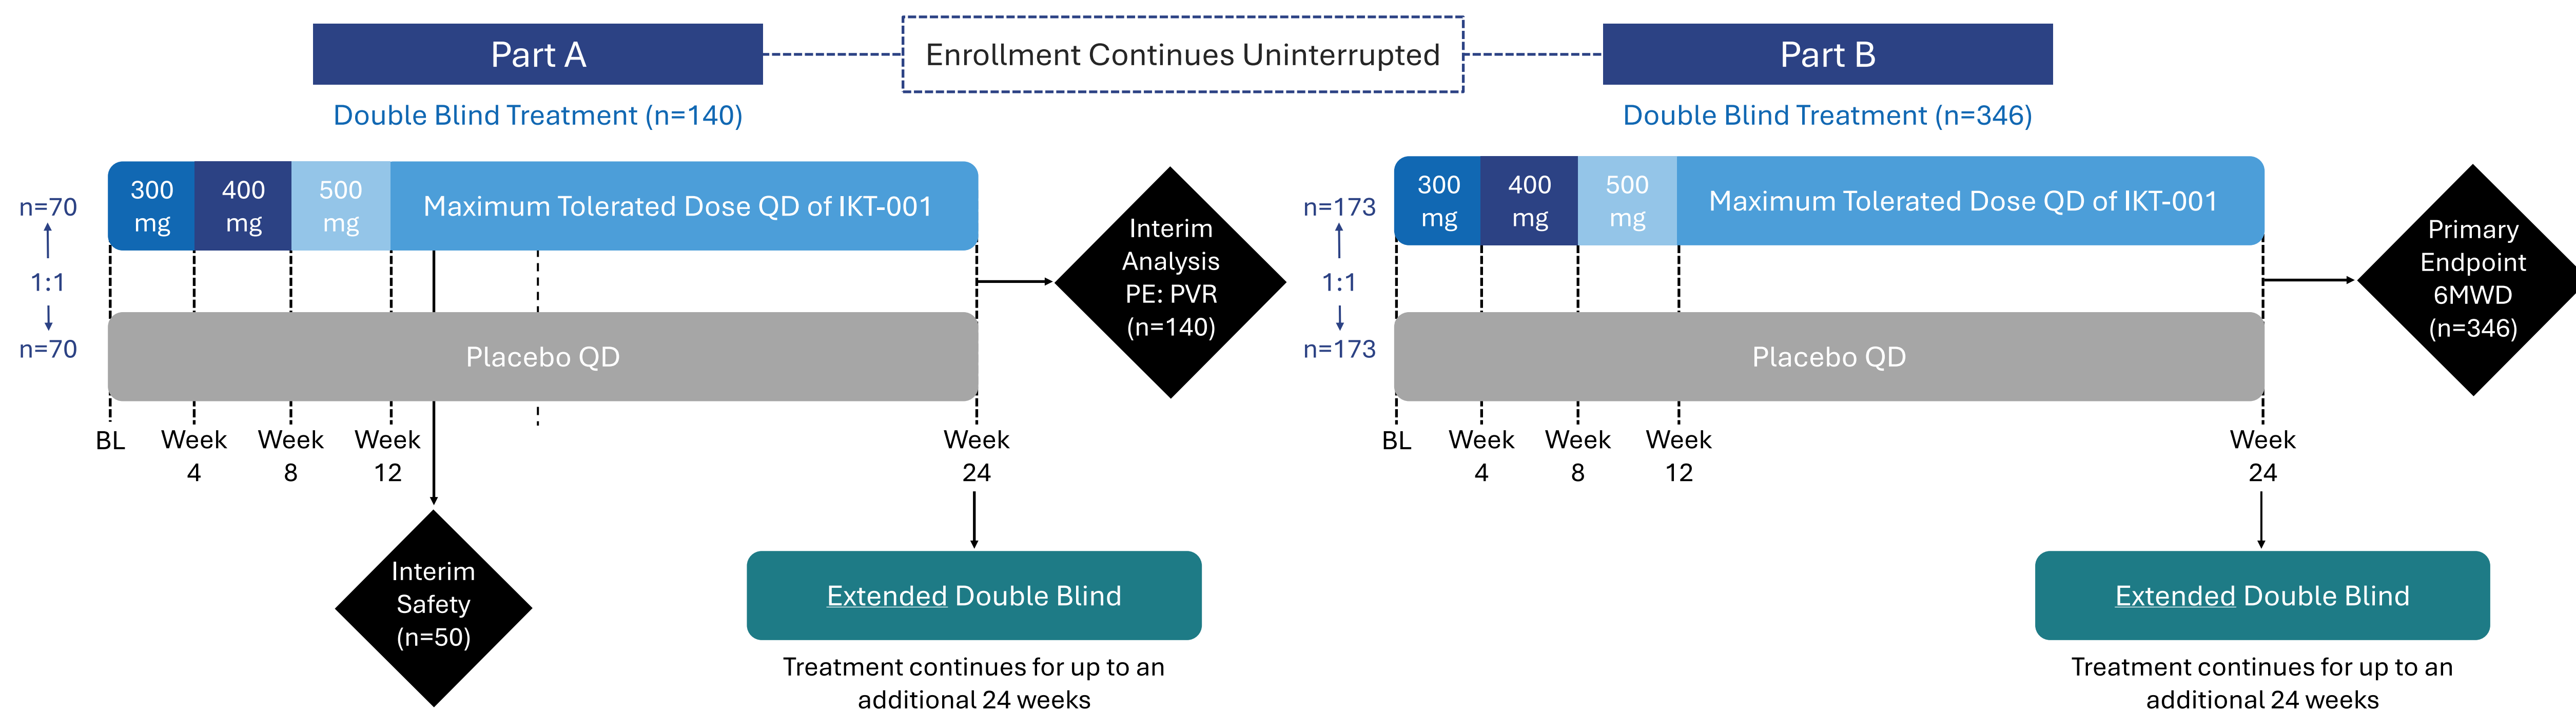 Part A
Enrollment Continues Uninterrupted
Part B
Double Blind Treatment (n=140)
Double Blind Treatment (n=346)
n=70
1:1
n=70
300
mg
400
mg
500
mg
Maximum Tolerated Dose QD of IKT-001
Placebo QD
BL
Week
4
Week
8
Week
12
Week
24
Interim
Analysis
PE: PVR
(n=140)
Interim
Safety
(n=50)
Extended Double Blind
Treatment continues for up to an
additional 24 weeks
n=173
1:1
n=173
300
mg
400
mg
500
mg
Maximum Tolerated Dose QD of IKT-001
Placebo QD
BL
Week
4
Week
8
Week
12
Week
24
Primary
Endpoint
6MWD
(n=346)
Extended Double Blind
Treatment continues for up to an
additional 24 weeks